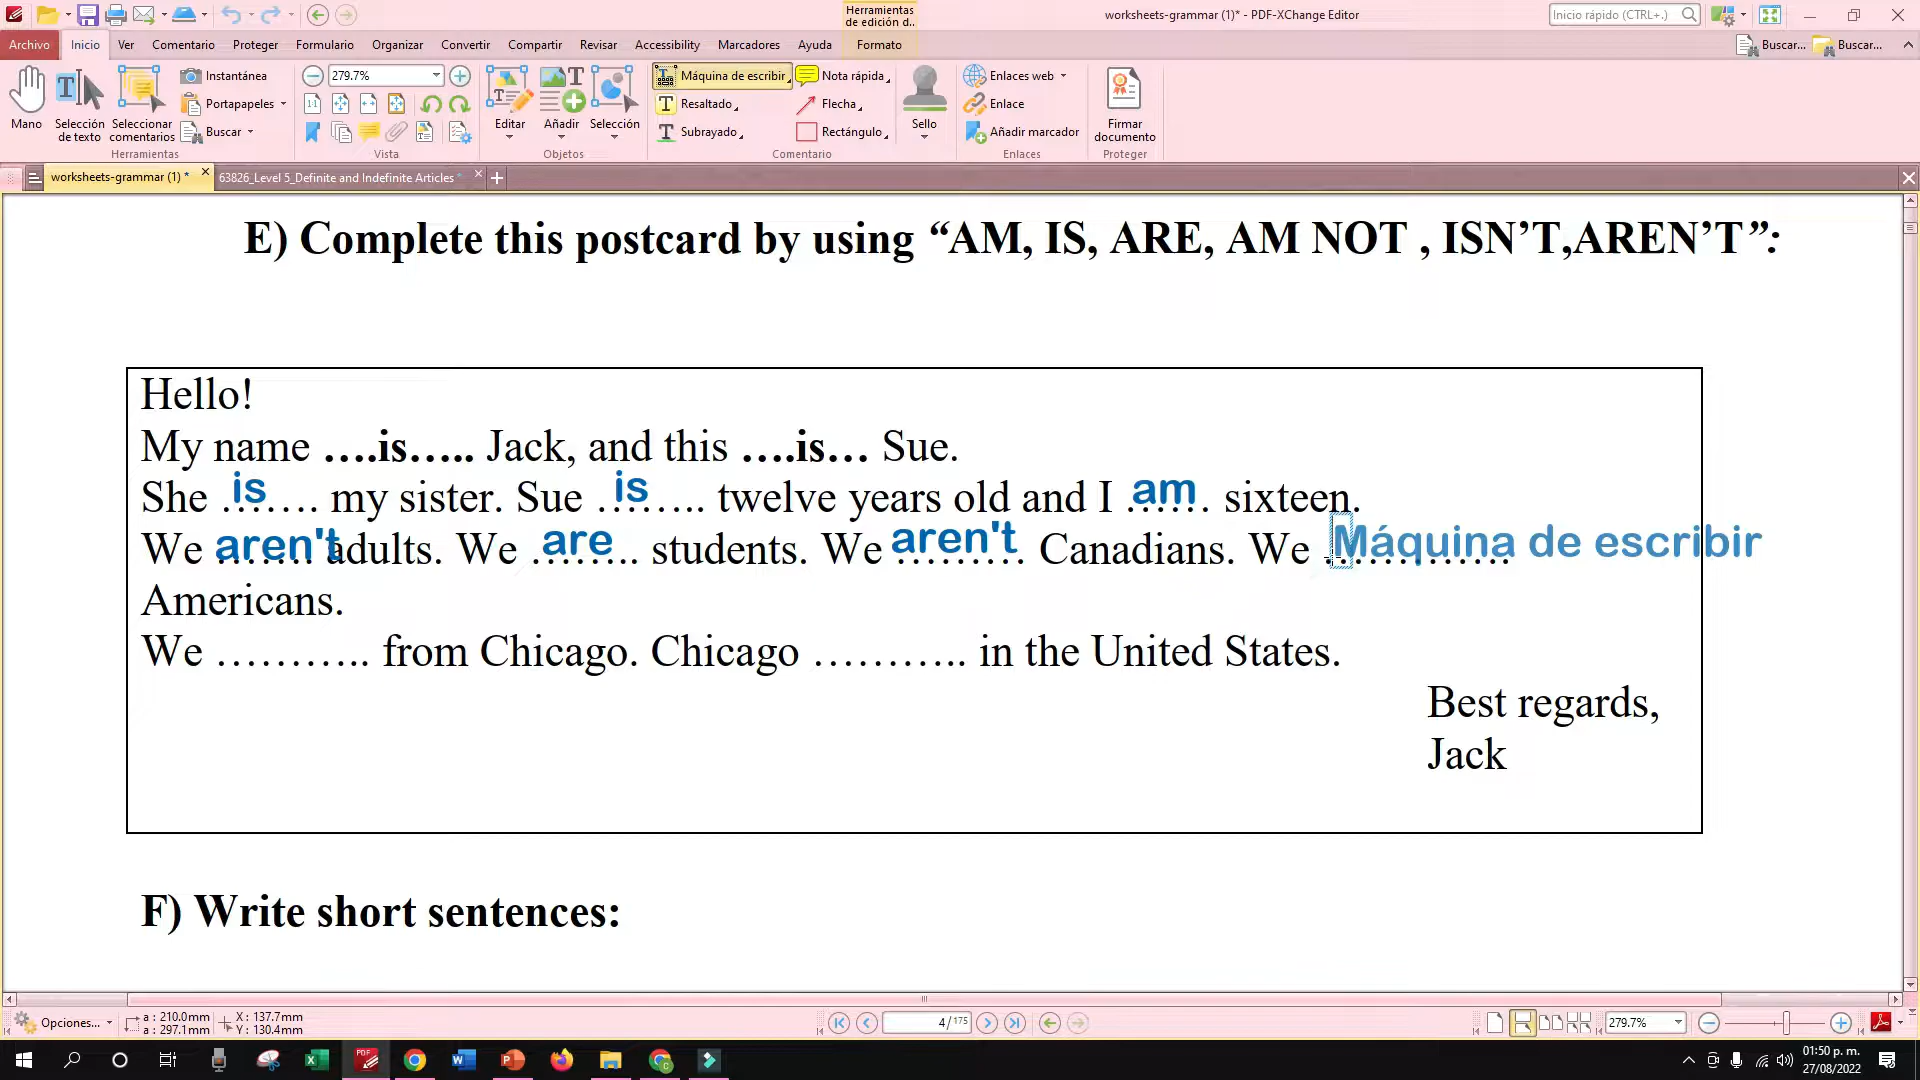 Herramientas de edición d..
worksheets-grammar (1)* - PDF-XChange Editor
Inicio rápido (CTRL+.)
Archivo Inicio Ver Comentario Proteger Formulario Organizar Convertir Compartir Revisar Accessibility Marcadores Ayuda Formato Buscar... Buscar...
Mano
Selección de texto
Seleccionar comentarios
Instantánea
Portapapeles
Buscar
Herramientas
279.7%
Vista
Editar
Añadir
Selección
Objetos
Máquina de escribir
Resaltado
Subrayado
Nota rápida
Flecha
Rectángulo
Comentario
Sello
Enlaces web
Enlace
Añadir marcador
Enlaces
Firmar documento
Proteger
worksheets-grammar (1) * 63826_Level 5_Definite and Indefinite Articles *
E) Complete this postcard by using “AM, IS, ARE, AM NOT , ISN’T,AREN’T”:
Hello!
My name ….is….. Jack, and this ….is… Sue.
She is……. my sister. Sue is…….. twelve years old and I am…… sixteen.
We aren't……. adults. We are…….. students. We aren't……… Canadians. We Máquina de escribir………….
Americans.
We ……….. from Chicago. Chicago ……….. in the United States.
Best regards,
Jack
F) Write short sentences:
Opciones...
a : 210.0mm
a : 297.1mm
X : 137.7mm
Y : 130.4mm
4 / 175
279.7%
01:50 p. m.
27/08/2022